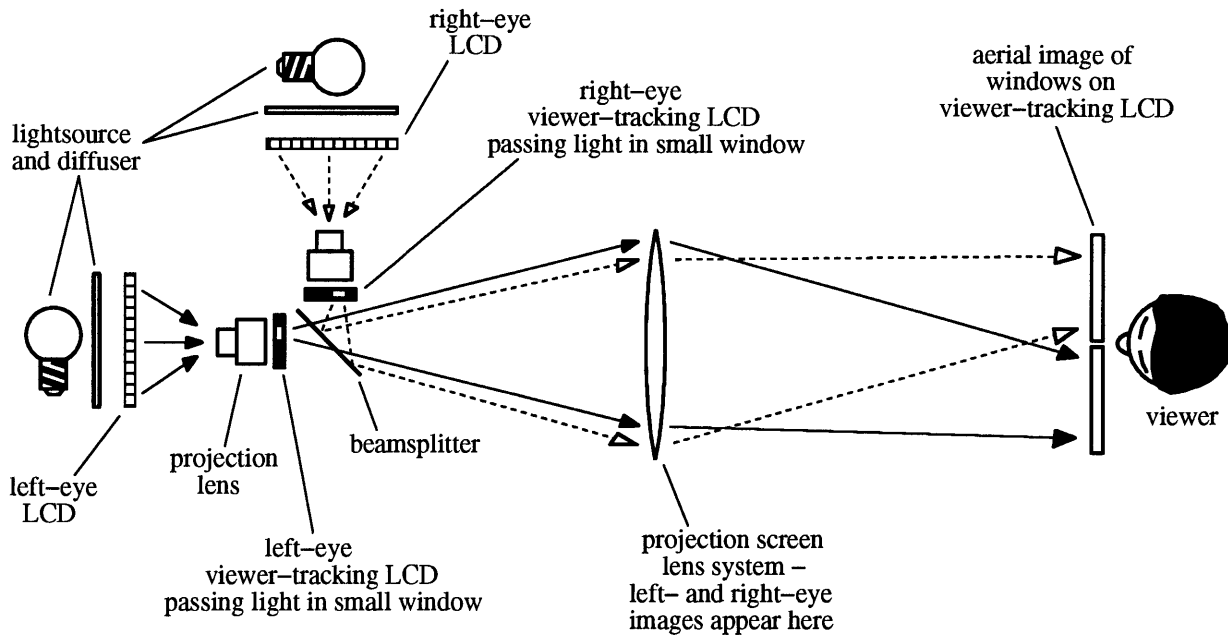 right–eye
LCD
aerial image of
windows on
viewer–tracking LCD
right–eye
viewer–tracking LCD
passing light in small window
lightsource
and diffuser
viewer
beamsplitter
projection
lens
left–eye
LCD
left–eye
viewer–tracking LCD
passing light in small window
projection screen
lens system –
left– and right–eye
images appear here